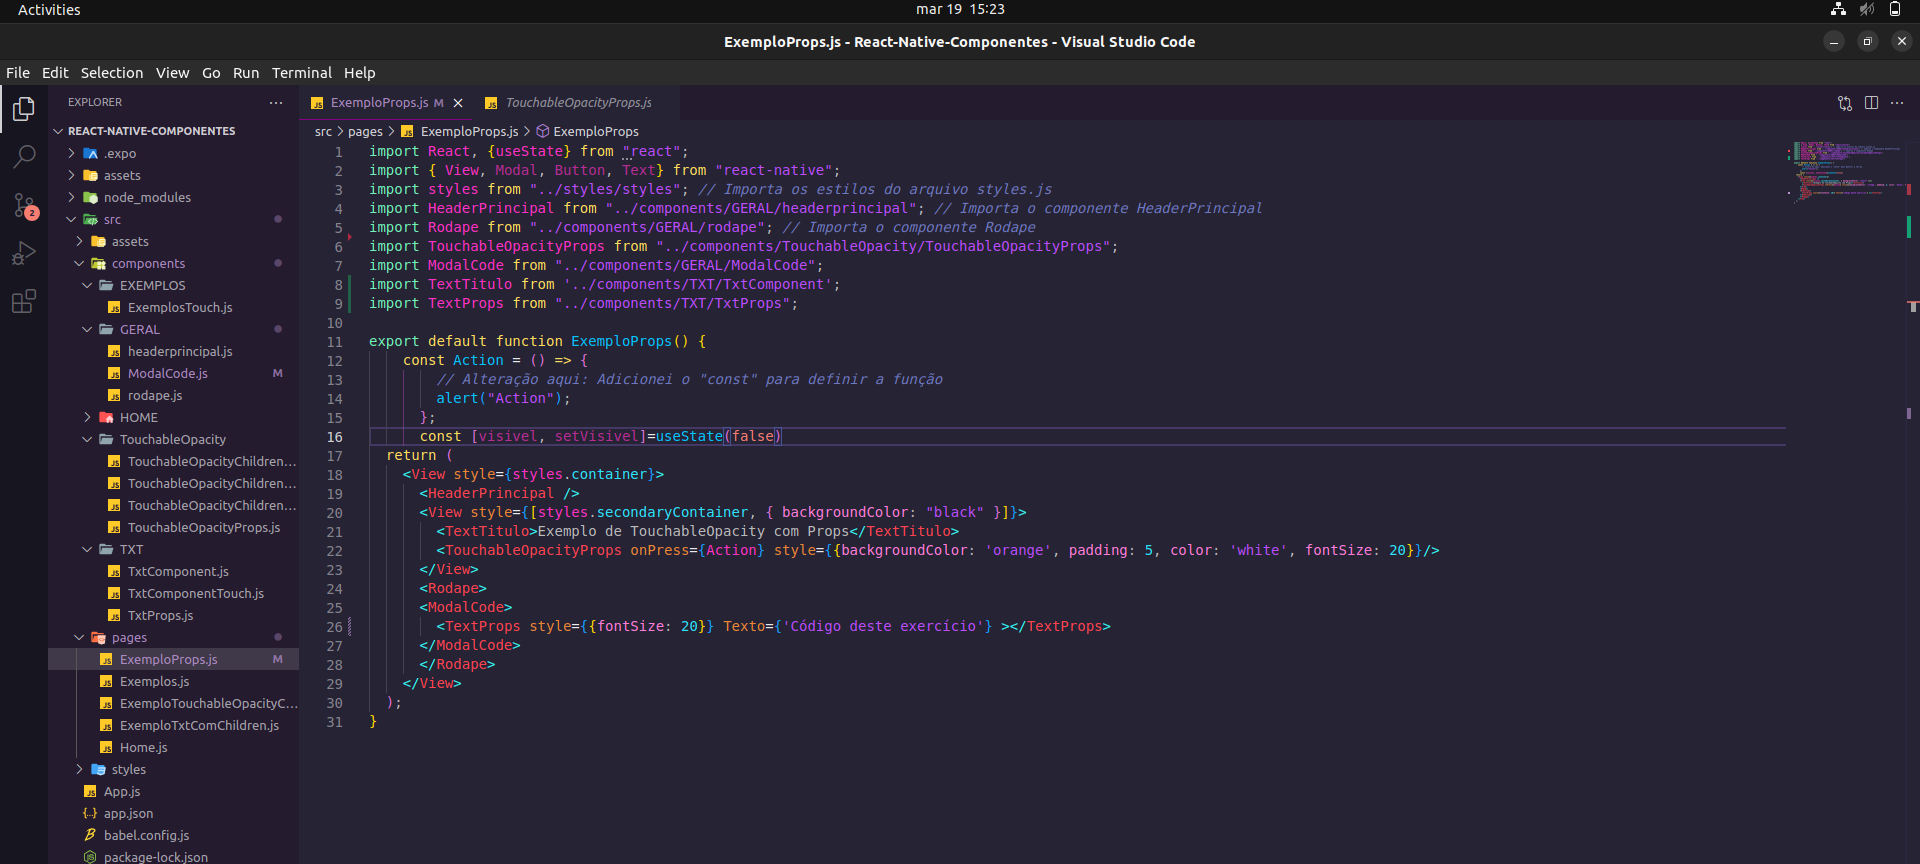 Activities
mar 19 15:23
ExemploProps.js - React-Native-Componentes - Visual Studio Code
File Edit Selection View Go Run Terminal Help
EXPLORER
REACT-NATIVE-COMPONENTES
.expo
assets
node_modules
src
assets
components
EXEMPLOS
ExemplosTouch.js
GERAL
headerprincipal.js
ModalCode.js M
rodape.js
HOME
TouchableOpacity
TouchableOpacityChildren...
TouchableOpacityChildren...
TouchableOpacityChildren...
TouchableOpacityProps.js
TXT
TxtComponent.js
TxtComponentTouch.js
TxtProps.js
pages
ExemploProps.js M
Exemplos.js
ExemploTouchableOpacityC...
ExemploTxtComChildren.js
Home.js
styles
App.js
app.json
babel.config.js
package-lock.json
2
ExemploProps.js M
TouchableOpacityProps.js
src > pages > ExemploProps.js > ExemploProps
1 import React, {useState} from "react";
2 import { View, Modal, Button, Text} from "react-native";
3 import styles from "../styles/styles"; // Importa os estilos do arquivo styles.js
4 import HeaderPrincipal from "../components/GERAL/headerprincipal"; // Importa o componente HeaderPrincipal
5 import Rodape from "../components/GERAL/rodape"; // Importa o componente Rodape
6 import TouchableOpacityProps from "../components/TouchableOpacity/TouchableOpacityProps";
7 import ModalCode from "../components/GERAL/ModalCode";
8 import TextTitulo from '../components/TXT/TxtComponent';
9 import TextProps from "../components/TXT/TxtProps";
10
11 export default function ExemploProps() {
12 const Action = () => {
13 // Alteração aqui: Adicionei o "const" para definir a função
14 alert("Action");
15 };
16 const [visivel, setVisivel]=useState(false)
17 return (
18 <View style={styles.container}>
19 <HeaderPrincipal />
20 <View style={[styles.secondaryContainer, { backgroundColor: "black" }]}>
21 <TextTitulo>Exemplo de TouchableOpacity com Props</TextTitulo>
22 <TouchableOpacityProps onPress={Action} style={{backgroundColor: 'orange', padding: 5, color: 'white', fontSize: 20}}/>
23 </View>
24 <Rodape>
25 <ModalCode>
26 <TextProps style={{fontSize: 20}} Texto={'Código deste exercício'} ></TextProps>
27 </ModalCode>
28 </Rodape>
29 </View>
30 );
31 }